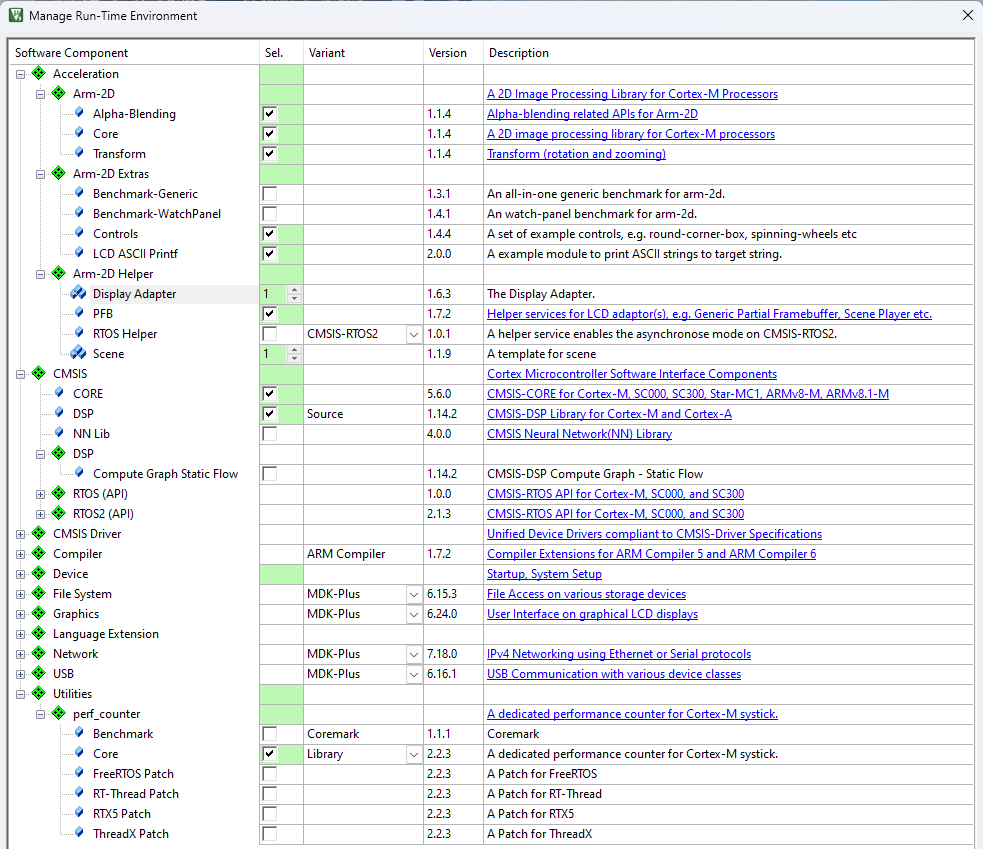 Manage Run-Time Environment
Software Component Sel. Variant Version Description
Acceleration
Arm-2D A 2D Image Processing Library for Cortex-M Processors
Alpha-Blending 1.1.4 Alpha-blending related APIs for Arm-2D
Core 1.1.4 A 2D image processing library for Cortex-M processors
Transform 1.1.4 Transform (rotation and zooming)
Arm-2D Extras
Benchmark-Generic 1.3.1 An all-in-one generic benchmark for arm-2d.
Benchmark-WatchPanel 1.4.1 An watch-panel benchmark for arm-2d.
Controls 1.4.4 A set of example controls, e.g. round-corner-box, spinning-wheels etc
LCD ASCII Printf 2.0.0 A example module to print ASCII strings to target string.
Arm-2D Helper
Display Adapter 1 1.6.3 The Display Adapter.
PFB 1.7.2 Helper services for LCD adaptor(s), e.g. Generic Partial Framebuffer, Scene Player etc.
RTOS Helper CMSIS-RTOS2 1.0.1 A helper service enables the asynchronose mode on CMSIS-RTOS2.
Scene 1 1.1.9 A template for scene
CMSIS Cortex Microcontroller Software Interface Components
CORE 5.6.0 CMSIS-CORE for Cortex-M, SC000, SC300, Star-MC1, ARMv8-M, ARMv8.1-M
DSP Source 1.14.2 CMSIS-DSP Library for Cortex-M and Cortex-A
NN Lib 4.0.0 CMSIS Neural Network(NN) Library
DSP
Compute Graph Static Flow 1.14.2 CMSIS-DSP Compute Graph - Static Flow
RTOS (API) 1.0.0 CMSIS-RTOS API for Cortex-M, SC000, and SC300
RTOS2 (API) 2.1.3 CMSIS-RTOS API for Cortex-M, SC000, and SC300
CMSIS Driver Unified Device Drivers compliant to CMSIS-Driver Specifications
Compiler ARM Compiler 1.7.2 Compiler Extensions for ARM Compiler 5 and ARM Compiler 6
Device Startup, System Setup
File System MDK-Plus 6.15.3 File Access on various storage devices
Graphics MDK-Plus 6.24.0 User Interface on graphical LCD displays
Language Extension
Network MDK-Plus 7.18.0 IPv4 Networking using Ethernet or Serial protocols
USB MDK-Plus 6.16.1 USB Communication with various device classes
Utilities
perf_counter A dedicated performance counter for Cortex-M systick.
Benchmark Coremark 1.1.1 Coremark
Core Library 2.2.3 A dedicated performance counter for Cortex-M systick.
FreeRTOS Patch 2.2.3 A Patch for FreeRTOS
RT-Thread Patch 2.2.3 A Patch for RT-Thread
RTX5 Patch 2.2.3 A Patch for RTX5
ThreadX Patch 2.2.3 A Patch for ThreadX